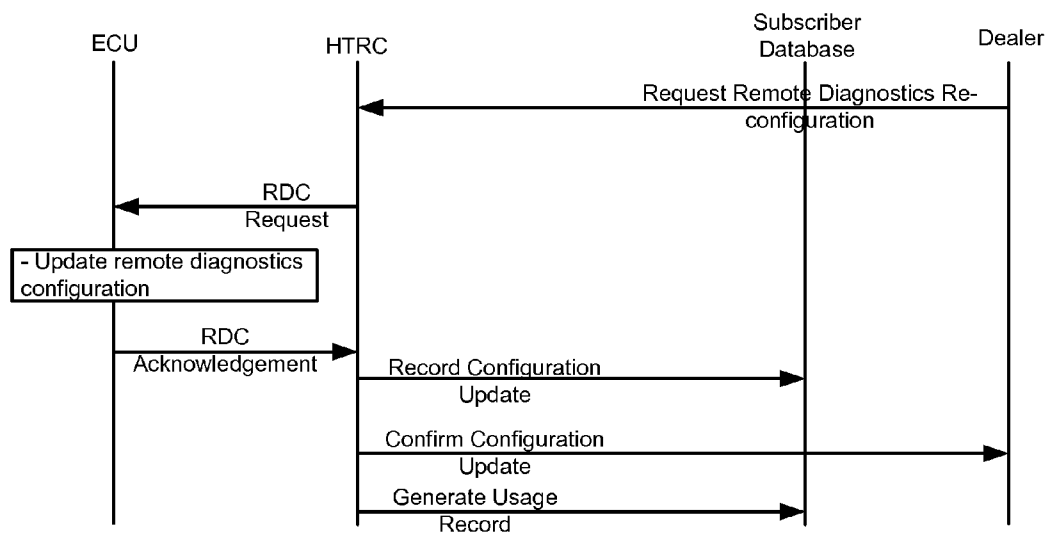 ECU
HTRC
Subscriber
Database
Dealer
Request Remote Diagnostics Re-
configuration
RDC
Request
- Update remote diagnostics
configuration
RDC
Acknowledgement
Record Configuration
Update
Confirm Configuration
Update
Generate Usage
Record